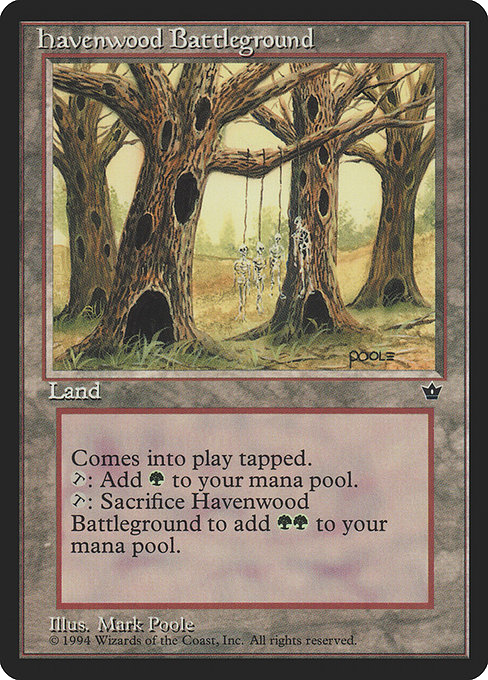 Havenwood Battleground
POOLE
Land
Comes into play tapped.
: Add to your mana pool.
: Sacrifice Havenwood
Battleground to add to your
mana pool.
Illus. Mark Poole
© 1994 Wizards of the Coast, Inc. All rights reserved.